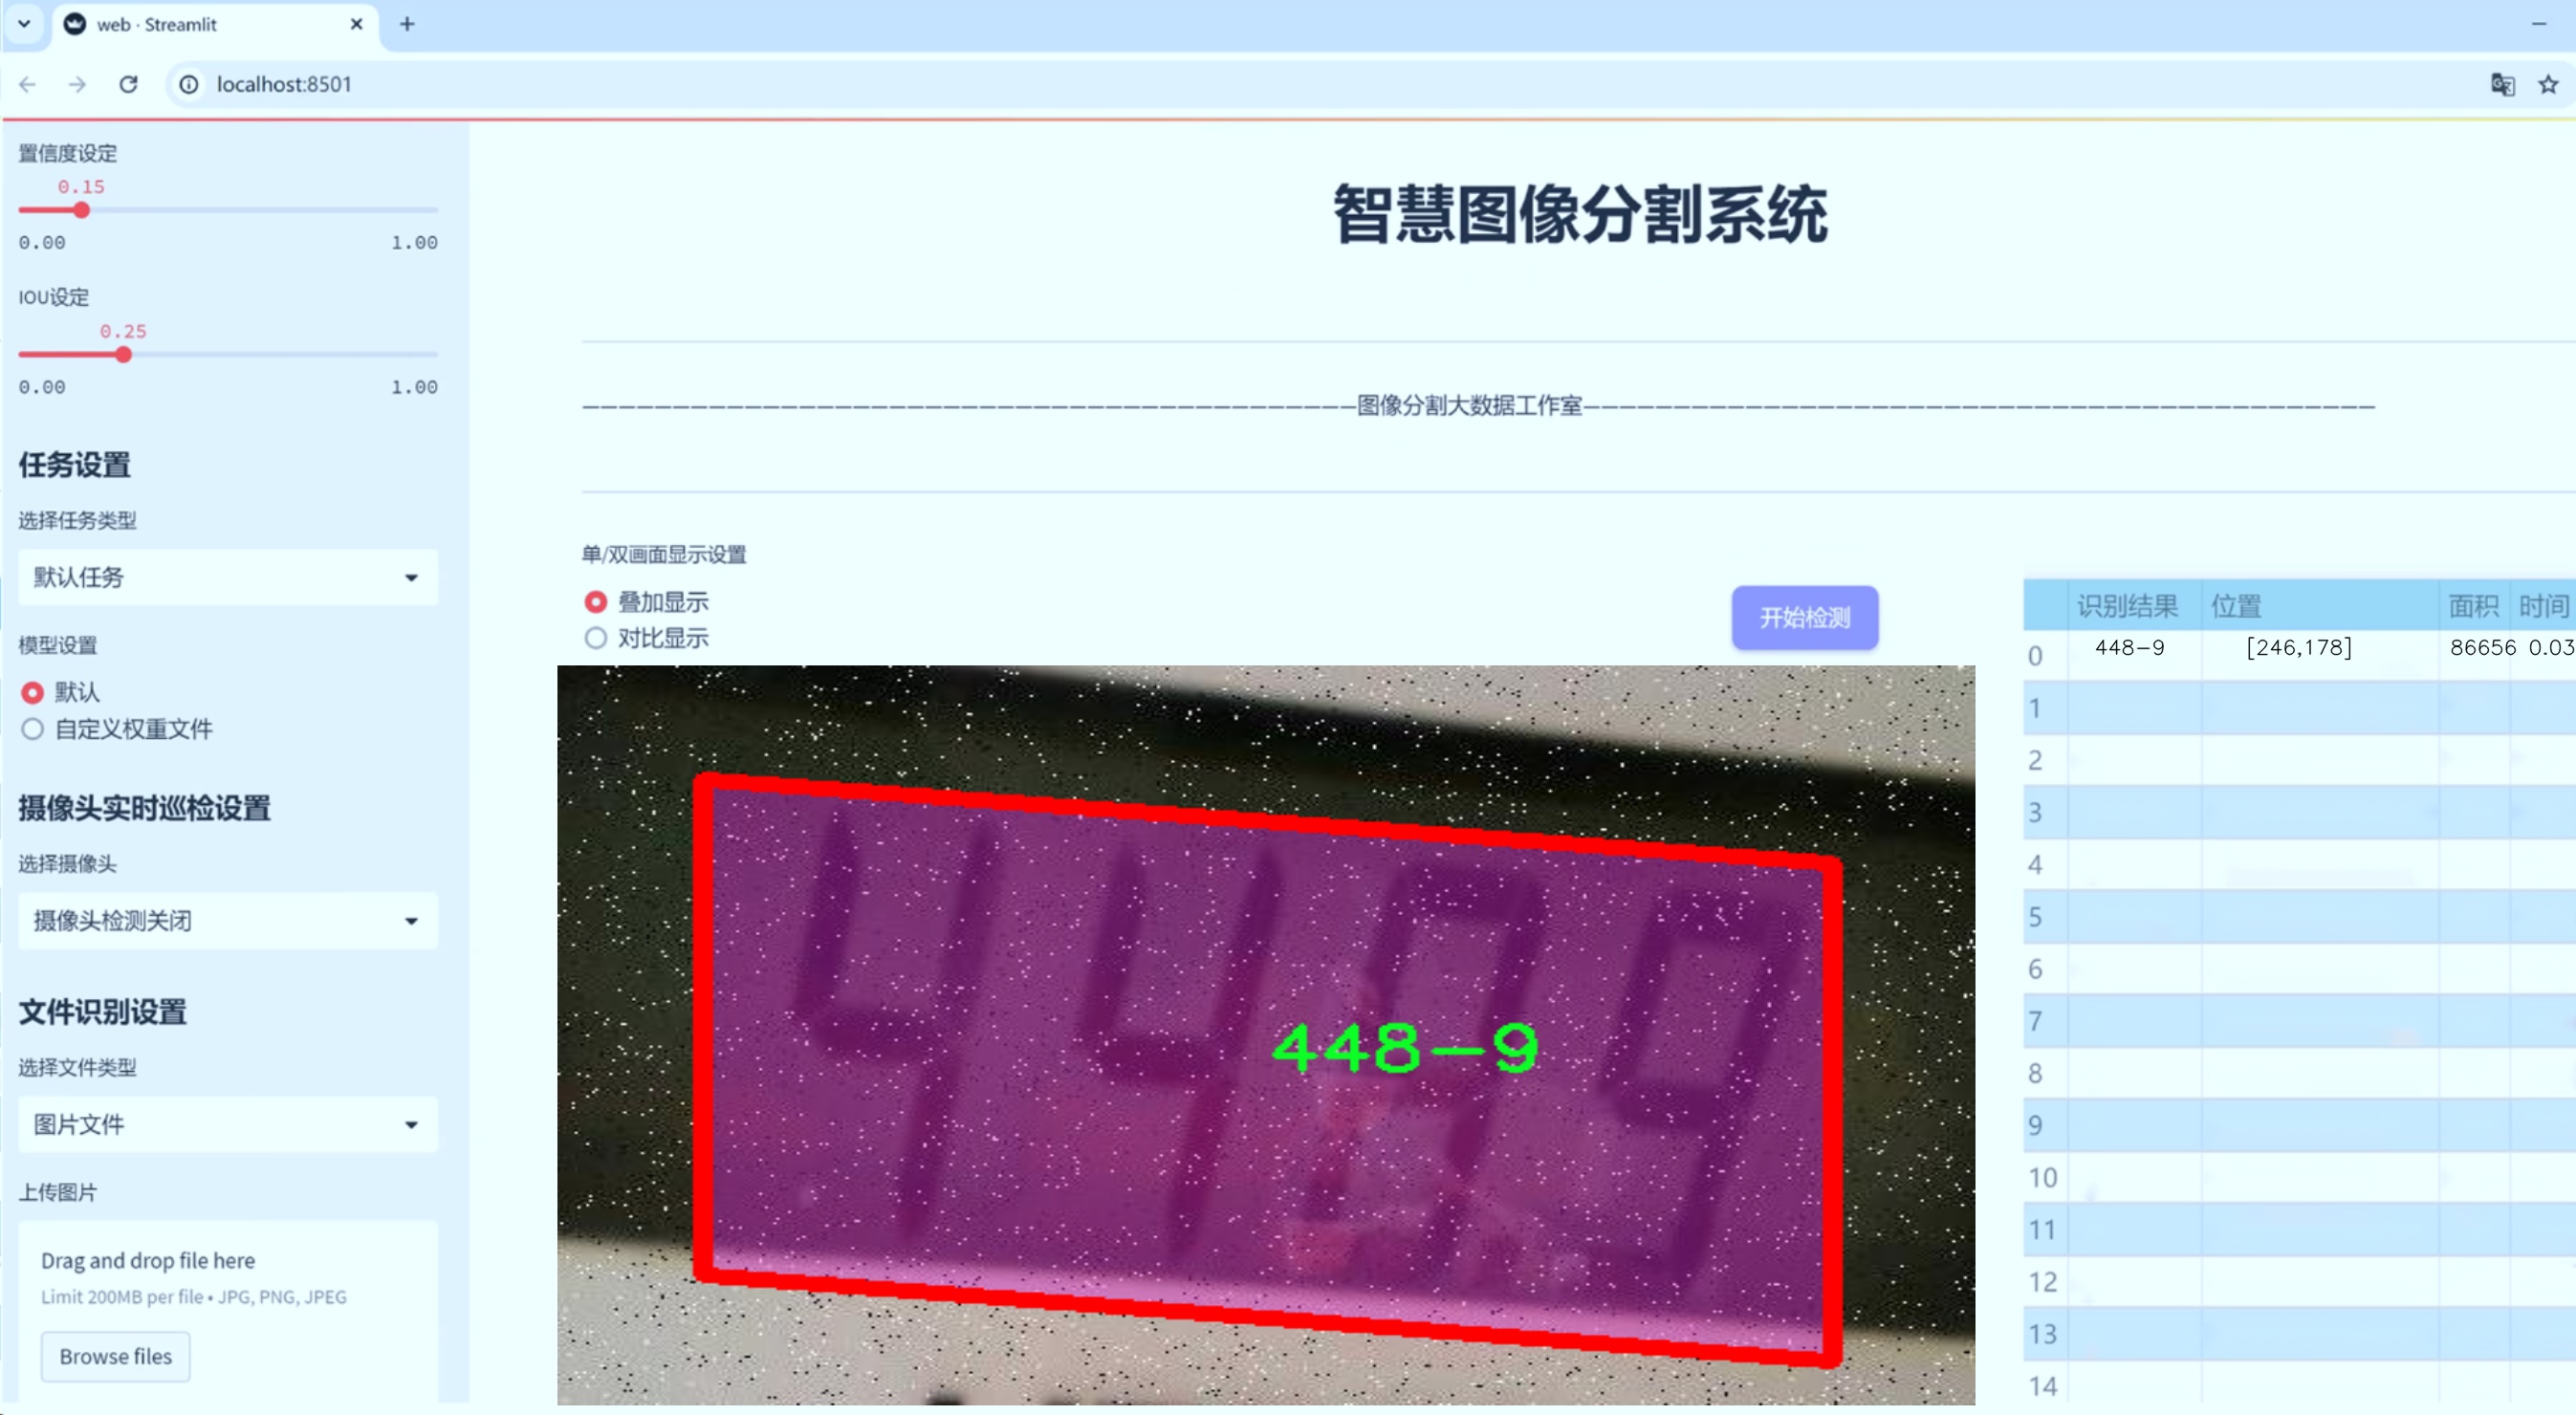 web · Streamlit
localhost:8501
置信度设定
0.15
0.00 1.00
IOU设定
0.25
0.00 1.00
任务设置
选择任务类型
默认任务
模型设置
默认
自定义权重文件
摄像头实时巡检设置
选择摄像头
摄像头检测关闭
文件识别设置
选择文件类型
图片文件
上传图片
Drag and drop file here
Limit 200MB per file • JPG, PNG, JPEG
Browse files
智慧图像分割系统
图像分割大数据工作室
单/双画面显示设置
叠加显示
对比显示
开始检测
448-9
识别结果 位置 面积 时间
0 448-9 [246,178] 86656 0.03
1
2
3
4
5
6
7
8
9
10
11
12
13
14